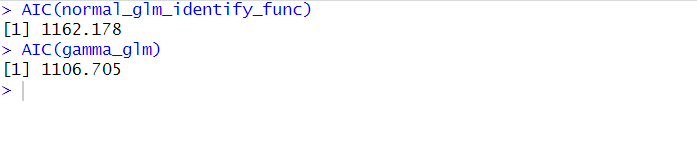 > AIC(normal_glm_identify_func)
[1] 1162.178
> AIC(gamma_glm)
[1] 1106.705
>